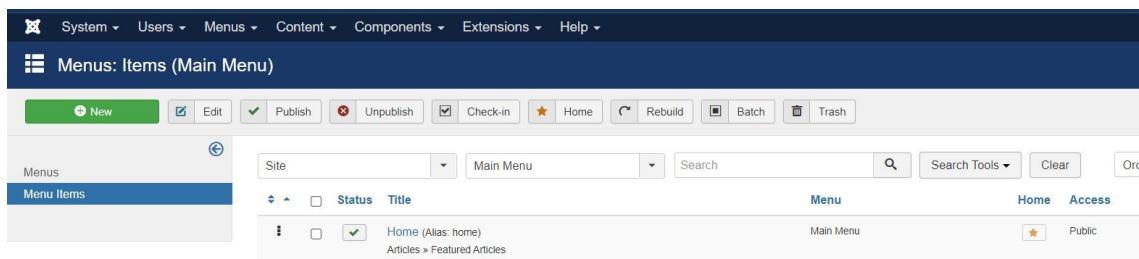 System Users Menus Content Components Extensions Help
Menus: Items (Main Menu)
New Edit Publish Unpublish Check-in Home Rebuild Batch Trash
Menus
Menu Items
Site Main Menu Search Search Tools Clear Ord
Status Title Menu Home Access
Home (Alias: home) Main Menu Public
Articles » Featured Articles